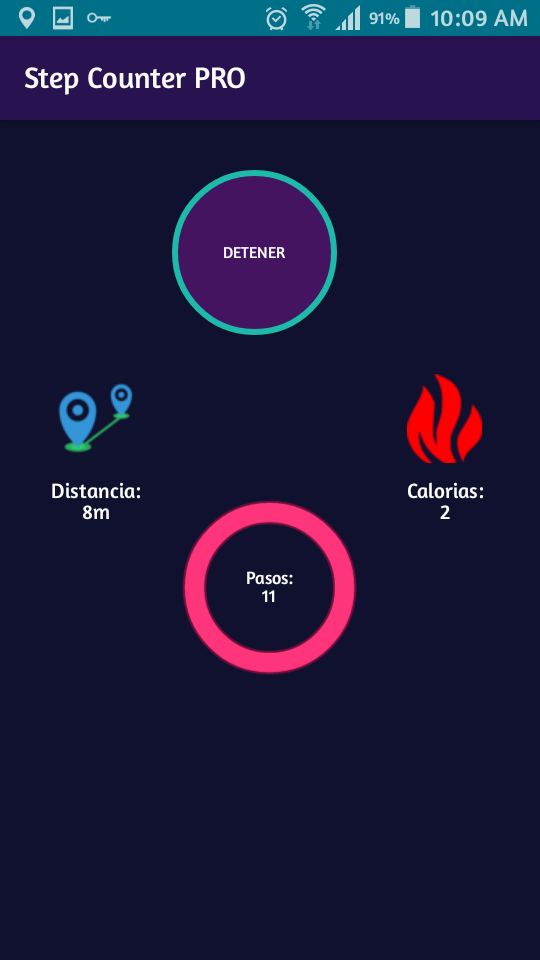 91% 10:09 AM
Step Counter PRO
DETENER
Distancia:
8m
Calorias:
2
Pasos:
11